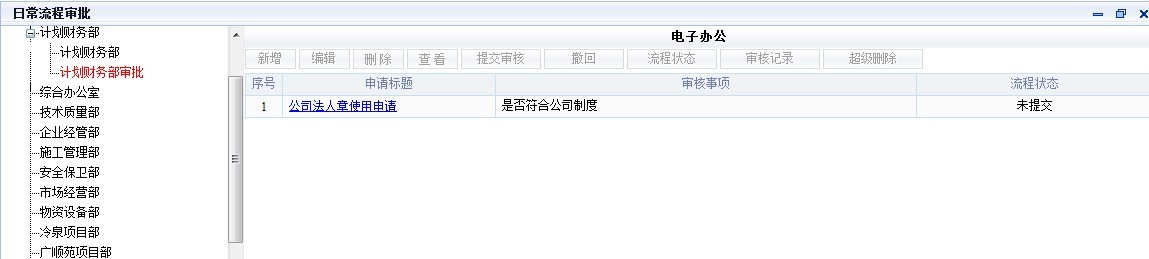 日常流程审批
计划财务部
计划财务部
计划财务部审批
综合办公室
技术质量部
企业经管部
施工管理部
安全保卫部
市场经营部
物资设备部
冷泉项目部
广顺苑项目部
电子办公
新增 编辑 删除 查看 提交审核 撤回 流程状态 审核记录 超级删除
序号 申请标题 审核事项 流程状态
1 公司法人章使用申请 是否符合公司制度 未提交